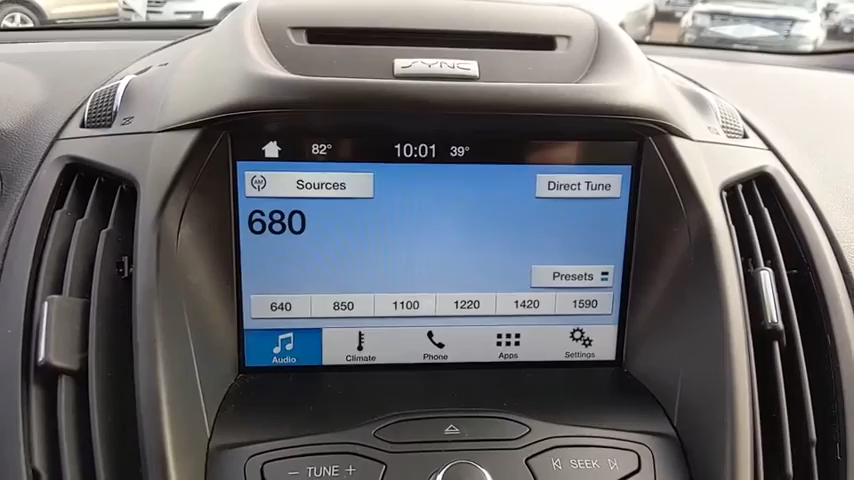 SYNC
82° 10:01 39°
AM Sources Direct Tune
680
Presets
640 850 1100 1220 1420 1590
Audio Climate Phone Apps Settings
– TUNE + SEEK